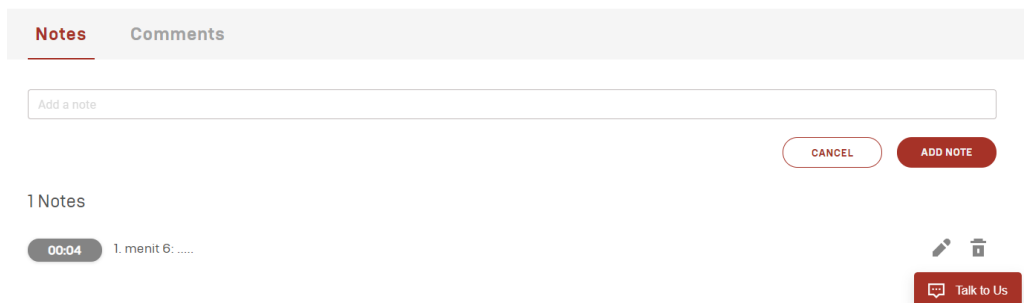 Notes Comments
Add a note
CANCEL ADD NOTE
1 Notes
00:04 1. menit 6: .....
Talk to Us